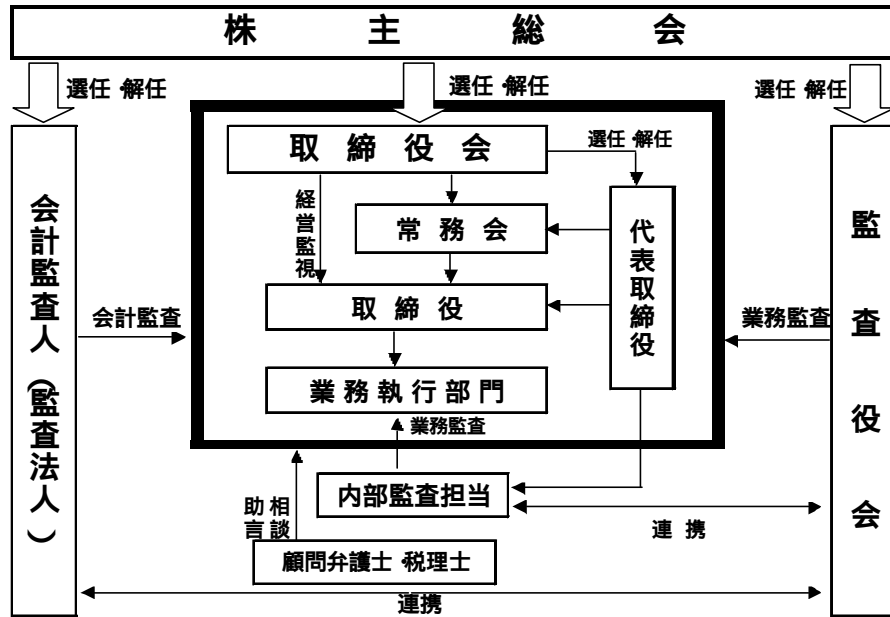 株主総会
選任・解任
選任・解任
選任・解任
取締役会
選任・解任
経営監視
常務会
代表取締役
会計監査人（監査法人）
監査役会
取締役
会計監査
業務監査
業務執行部門
業務監査
内部監査担当
助言
相談
連携
顧問弁護士・税理士
連携